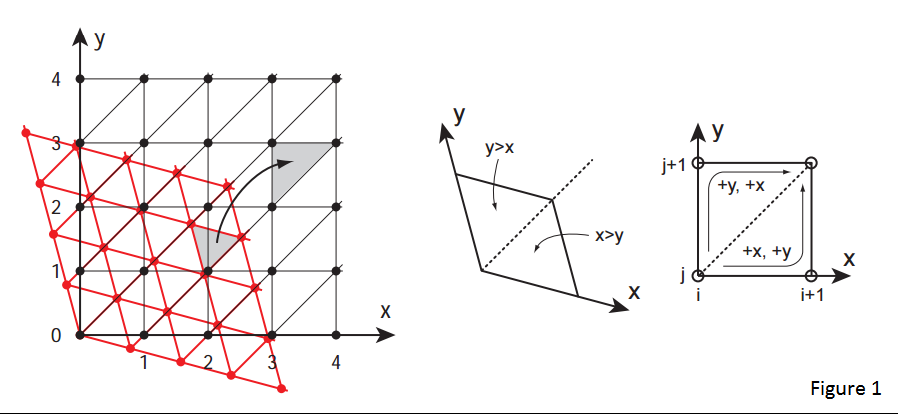 y
4
3
2
1
0
1
2
3
4
x
y
y>x
x>y
x
y
j+1
+y, +x
+x, +y
j
i
i+1
x
Figure 1